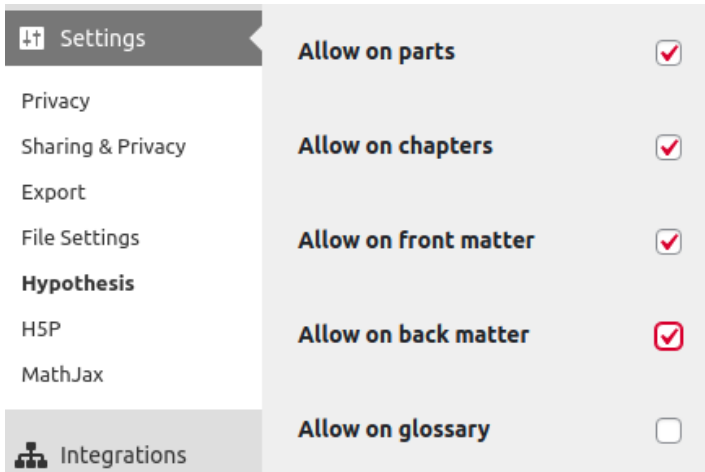 Settings
Privacy
Sharing & Privacy
Export
File Settings
Hypothesis
H5P
MathJax
Integrations
Allow on parts
Allow on chapters
Allow on front matter
Allow on back matter
Allow on glossary